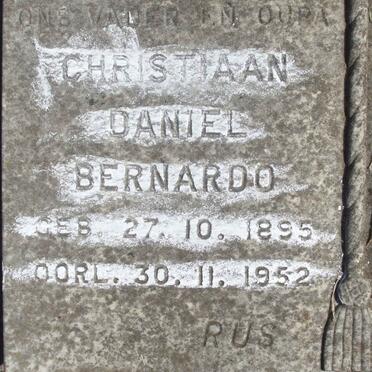 ONS VADER EN OUPA
CHRISTIAAN
DANIEL
BERNARDO
GEB. 27. 10. 1895
OORL. 30. 11. 1952
RUS